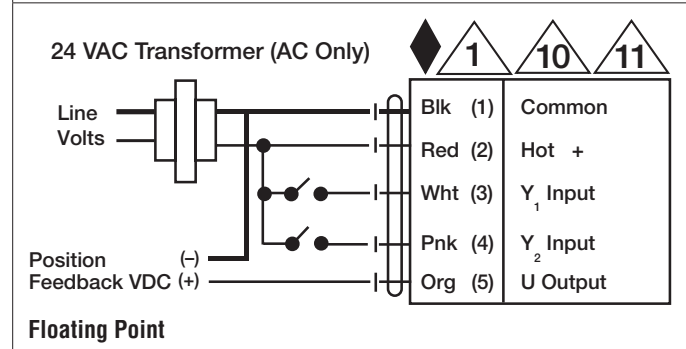 24 VAC Transformer (AC Only)
1
10
11
Line
Volts
Blk (1) Common
Red (2) Hot +
Wht (3) Y1 Input
Pnk (4) Y2 Input
Org (5) U Output
Position (–)
Feedback VDC (+)
Floating Point